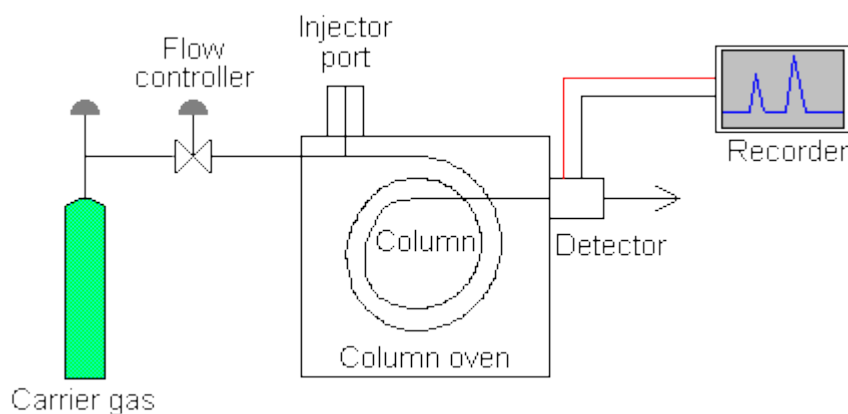 Injector
port
Flow
controller
Recorder
Column
Detector
Column oven
Carrier gas